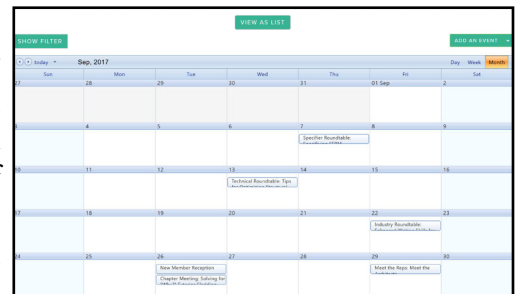 VIEW AS LIST
SHOW FILTER
ADD AN EVENT
today
Sep, 2017
Day Week Month
Sun Mon Tue Wed Thu Fri Sat
27 28 29 30 31 01 Sep 2
3 4 5 6 7 8 9
Specifier Roundtable:
10 11 12 13 14 15 16
Technical Roundtable: Tips
17 18 19 20 21 22 23
Industry Roundtable:
24 25 26 27 28 29 30
New Member Reception
Meet the Reps: Meet the
Chapter Meeting: Solving for